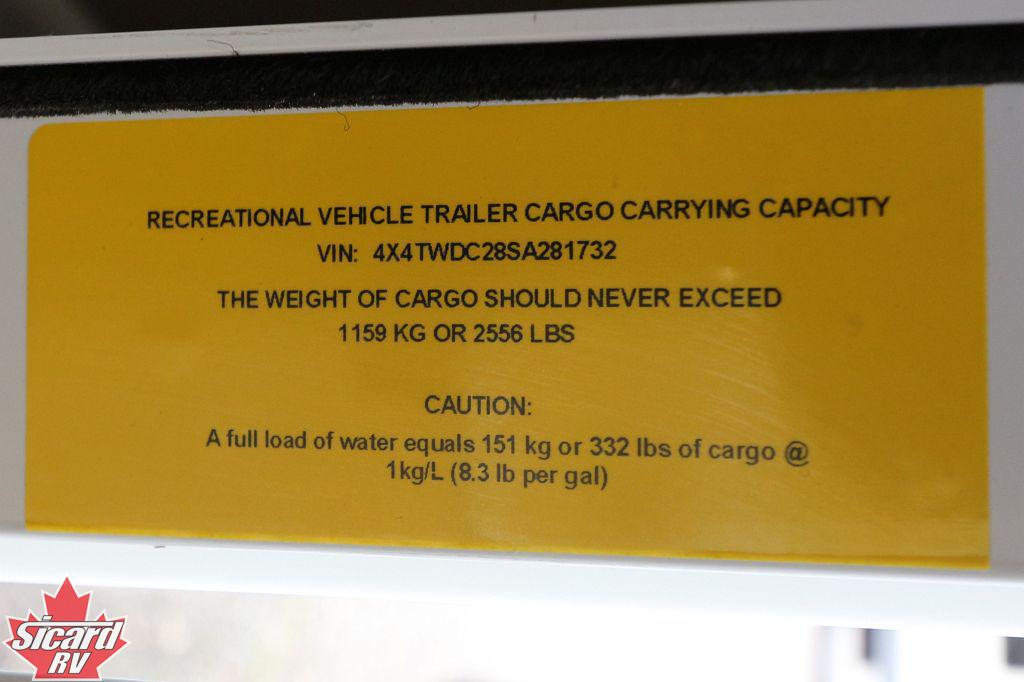 RECREATIONAL VEHICLE TRAILER CARGO CARRYING CAPACITY
VIN: 4X4TWDC28SA281732
THE WEIGHT OF CARGO SHOULD NEVER EXCEED
1159 KG OR 2556 LBS
CAUTION:
A full load of water equals 151 kg or 332 lbs of cargo @
1kg/L (8.3 lb per gal)
Sicard
RV